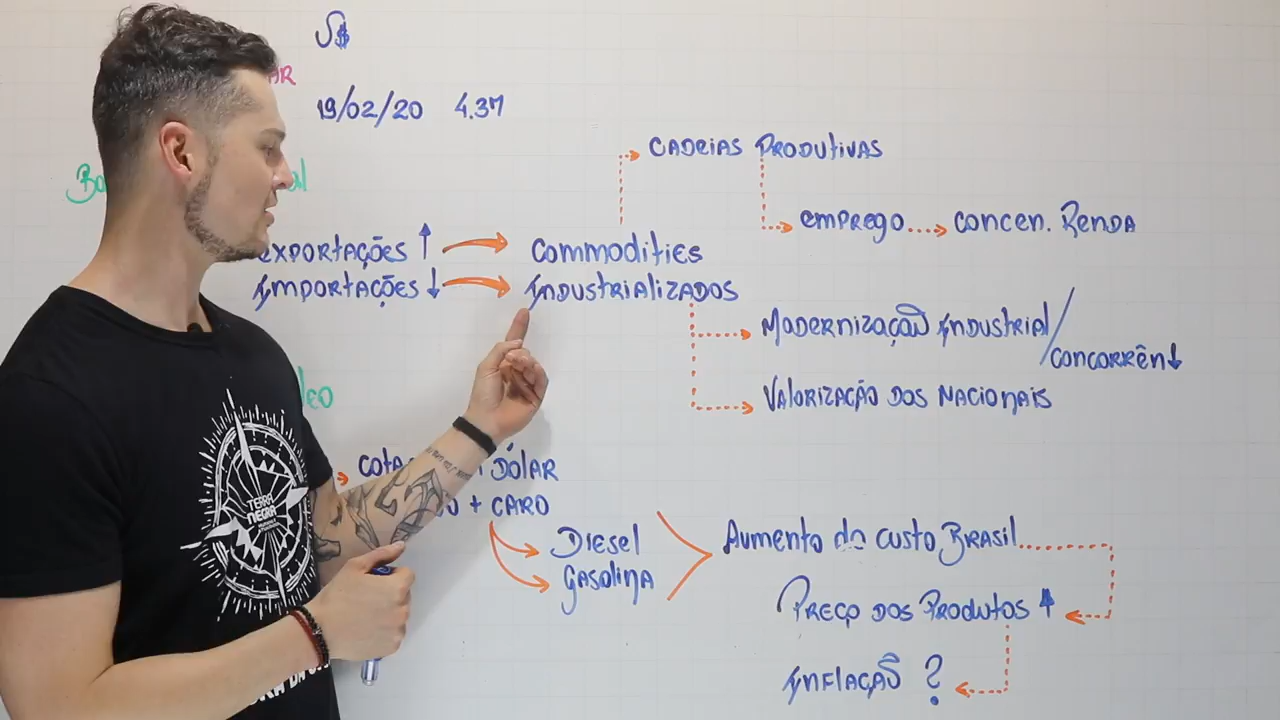 U$
AR
19/02/20 4.37
CADEIAS PRODUTIVAS
EMPREGO CONCEN. RENDA
EXPORTAÇÕES COMMODITIES
IMPORTAÇÕES INDUSTRIALIZADOS
MODERNIZAÇÃO INDUSTRIAL/
CONCORRÊN
VALORIZAÇÃO DOS NACIONAIS
DÓLAR
+ CARO
DIESEL
GASOLINA
AUMENTO DO CUSTO BRASIL
PREÇO DOS PRODUTOS
INFLAÇÃO ?
TERRA
NEGRA